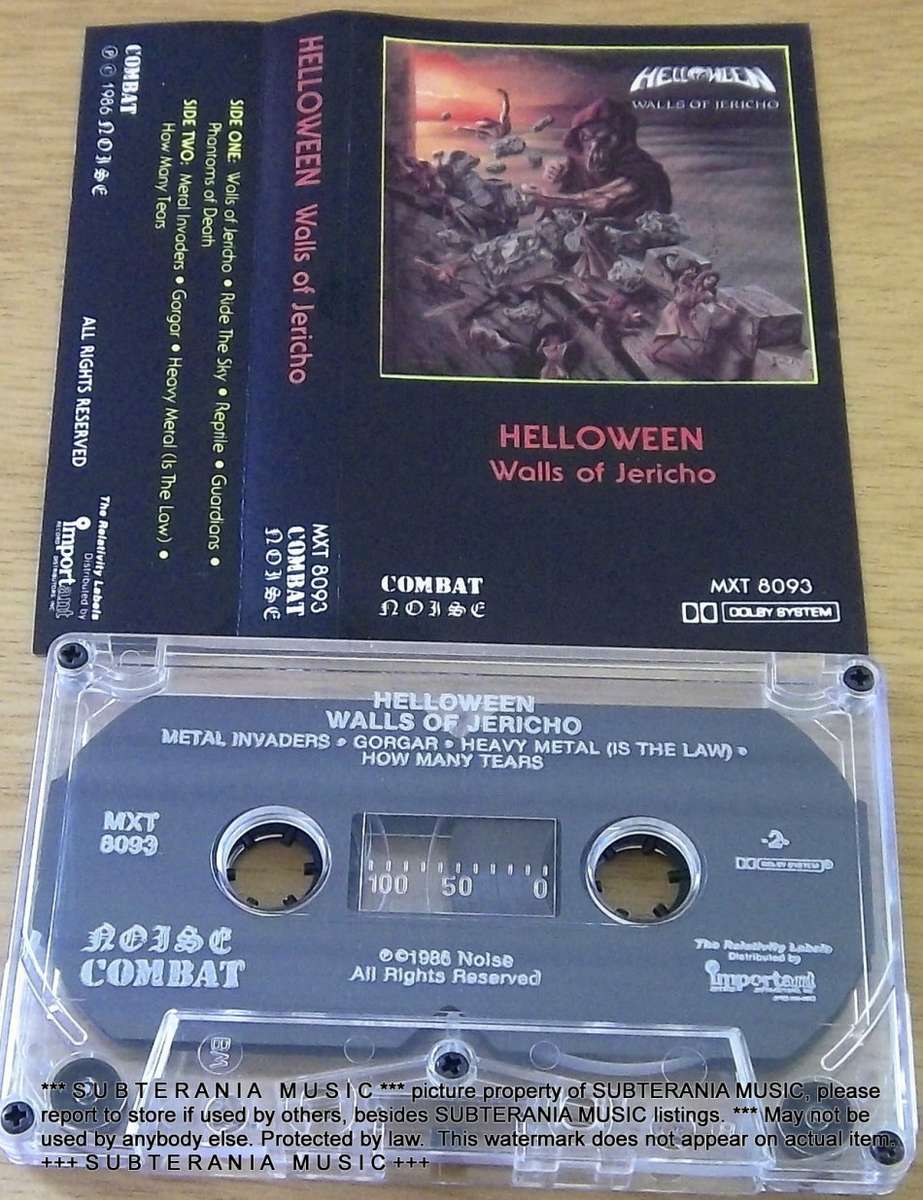 COMBAT
℗ © 1986 NOISE
ALL RIGHTS RESERVED
The Relativity Labels
Distributed by
important
RECORD DISTRIBUTORS, INC.
SIDE ONE: Walls of Jericho • Ride The Sky • Reptile • Guardians •
Phantoms of Death
SIDE TWO: Metal Invaders • Gorgar • Heavy Metal (Is The Law) •
How Many Tears
HELLOWEEN Walls of Jericho
MXT 8093
COMBAT
NOISE
HELLOWEEN
WALLS OF JERICHO
HELLOWEEN
Walls of Jericho
COMBAT
NOISE
MXT 8093
DOLBY SYSTEM
HELLOWEEN
WALLS OF JERICHO
METAL INVADERS • GORGAR • HEAVY METAL (IS THE LAW) •
HOW MANY TEARS
MXT
8093
100 50 0
-2-
DOLBY SYSTEM®
NOISE
COMBAT
℗©1986 Noise
All Rights Reserved
The Relativity Labels
Distributed by
important
*** S U B T E R A N I A M U S I C *** picture property of SUBTERANIA MUSIC, please
report to store if used by others, besides SUBTERANIA MUSIC listings. *** May not be
used by anybody else. Protected by law. This watermark does not appear on actual item.
+++ S U B T E R A N I A M U S I C +++